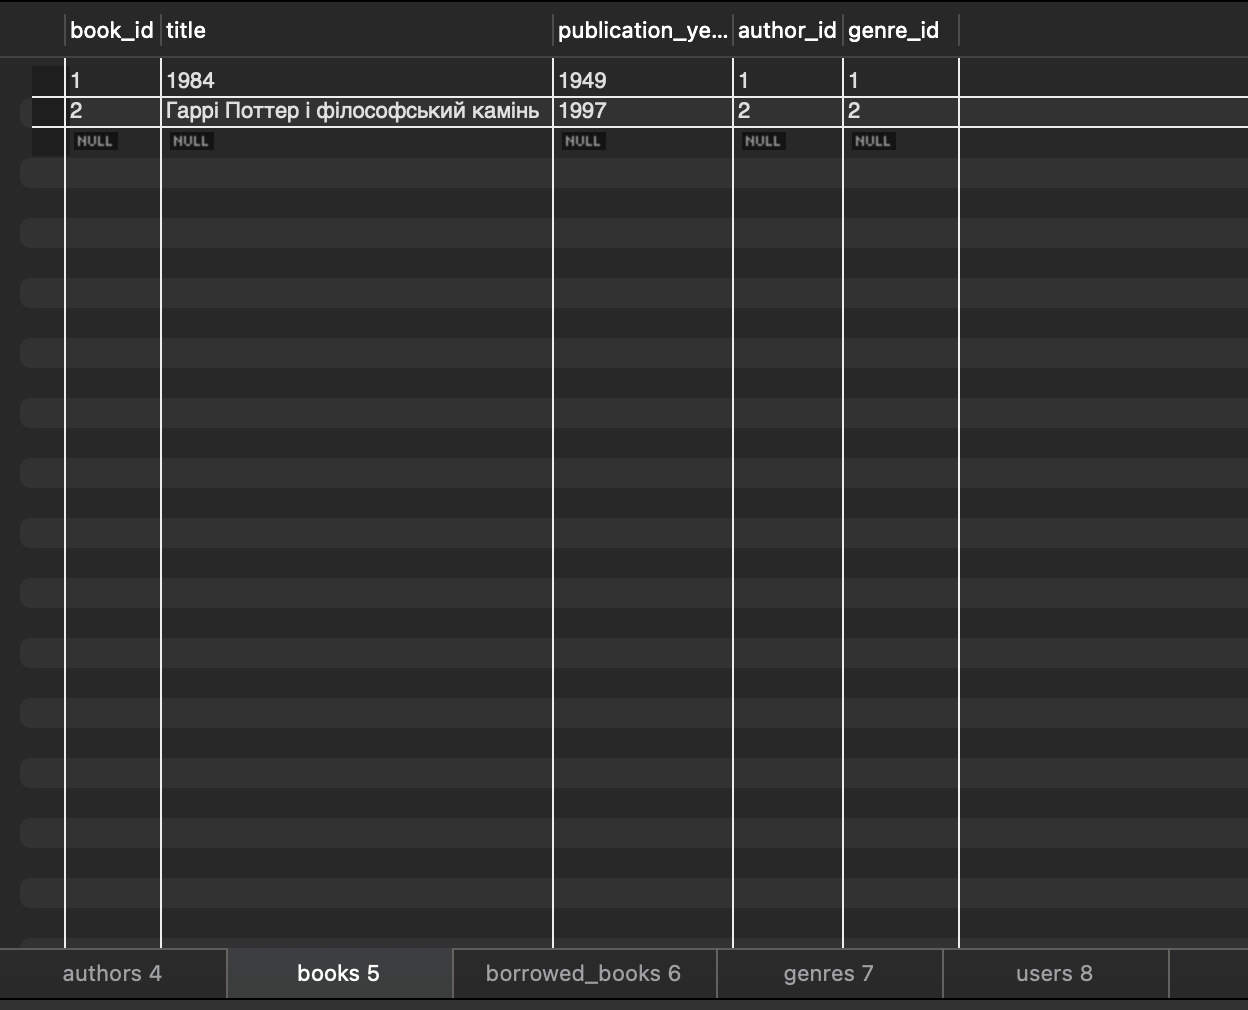 book_id title publication_ye... author_id genre_id
1 1984 1949 1 1
2 Гаррі Поттер і філософський камінь 1997 2 2
NULL NULL NULL NULL NULL
authors 4 books 5 borrowed_books 6 genres 7 users 8